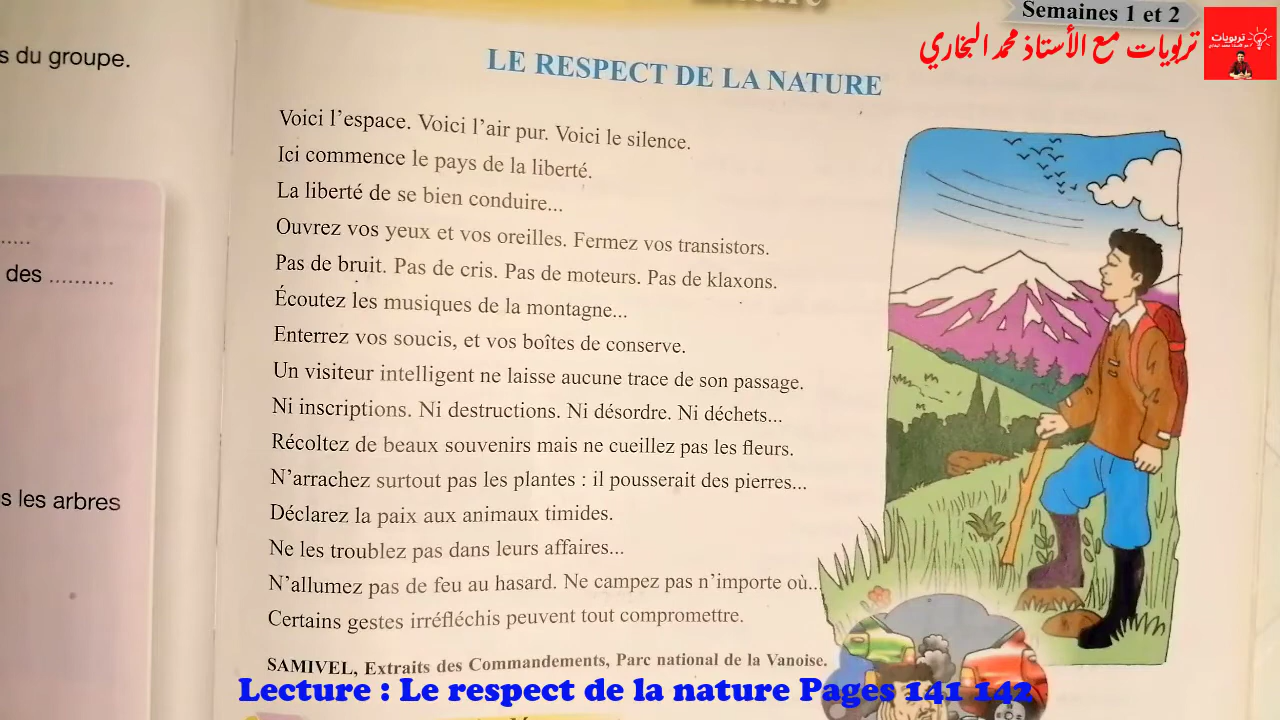 Semaines 1 et 2
تربويات مع الأستاذ محمد البخاري
تربويات
s du groupe.
LE RESPECT DE LA NATURE
Voici l'espace. Voici l'air pur. Voici le silence.
Ici commence le pays de la liberté.
La liberté de se bien conduire...
Ouvrez vos yeux et vos oreilles. Fermez vos transistors.
Pas de bruit. Pas de cris. Pas de moteurs. Pas de klaxons.
Écoutez les musiques de la montagne...
Enterrez vos soucis, et vos boîtes de conserve.
Un visiteur intelligent ne laisse aucune trace de son passage.
Ni inscriptions. Ni destructions. Ni désordre. Ni déchets...
Récoltez de beaux souvenirs mais ne cueillez pas les fleurs.
N'arrachez surtout pas les plantes : il pousserait des pierres...
Déclarez la paix aux animaux timides.
Ne les troublez pas dans leurs affaires...
N'allumez pas de feu au hasard. Ne campez pas n'importe où...
Certains gestes irréfléchis peuvent tout compromettre.
SAMIVEL, Extraits des Commandements, Parc national de la Vanoise.
.....
des ..........
s les arbres
Lecture : Le respect de la nature Pages 141 142